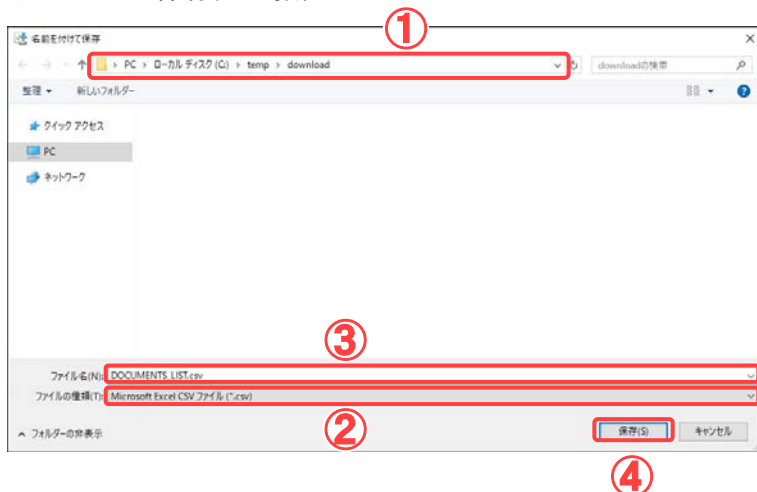 ①
名前を付けて保存
PC › ローカル ディスク (C:) › temp › download
downloadの検索
整理 新しいフォルダー
クイック アクセス
PC
ネットワーク
③
ファイル名(N): DOCUMENTS_LIST.csv
ファイルの種類(T): Microsoft Excel CSV ファイル (*.csv)
②
フォルダーの非表示 保存(S) キャンセル
④